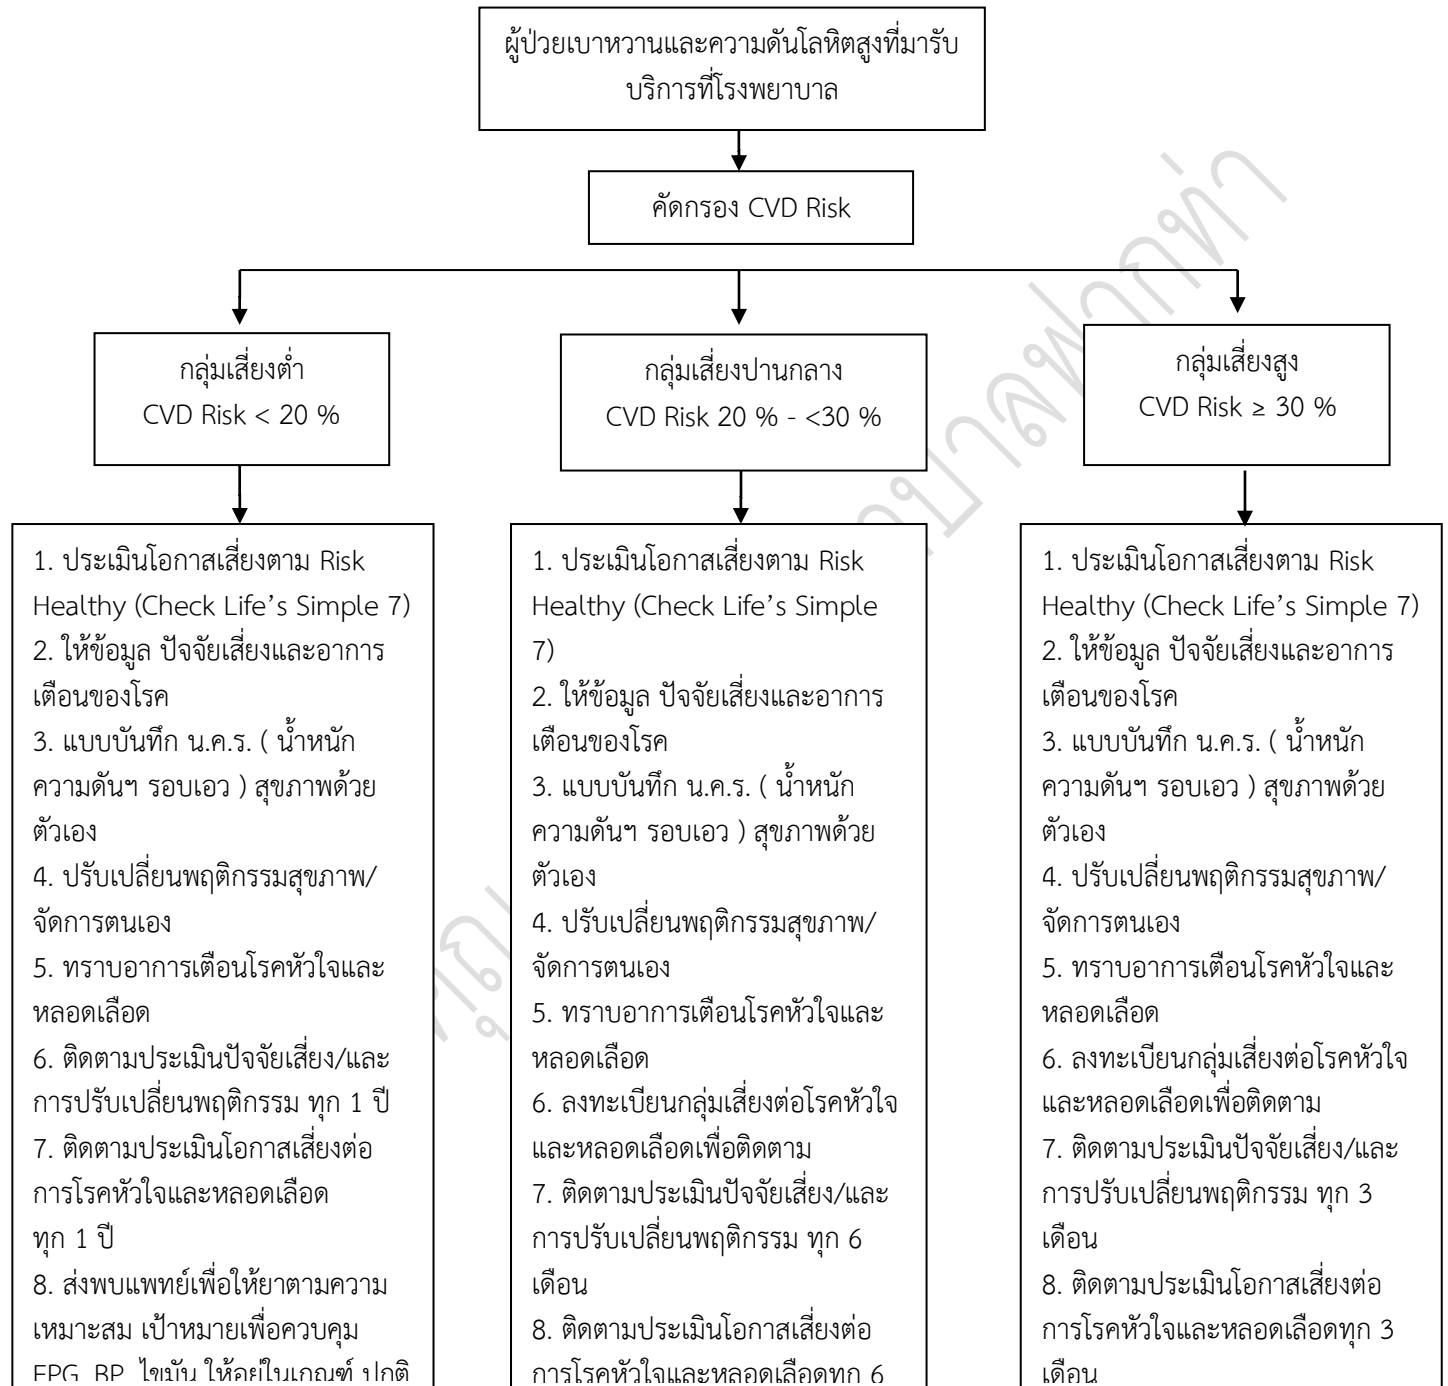 ผู้ป่วยเบาหวานและความดันโลหิตสูงที่มารับ
บริการที่โรงพยาบาล
คัดกรอง CVD Risk
กลุ่มเสี่ยงต่ำ
CVD Risk < 20 %
กลุ่มเสี่ยงปานกลาง
CVD Risk 20 % - <30 %
กลุ่มเสี่ยงสูง
CVD Risk ≥ 30 %
1. ประเมินโอกาสเสี่ยงตาม Risk
Healthy (Check Life’s Simple 7)
2. ให้ข้อมูล ปัจจัยเสี่ยงและอาการ
เตือนของโรค
3. แบบบันทึก น.ค.ร. ( น้ำหนัก
ความดันฯ รอบเอว ) สุขภาพด้วย
ตัวเอง
4. ปรับเปลี่ยนพฤติกรรมสุขภาพ/
จัดการตนเอง
5. ทราบอาการเตือนโรคหัวใจและ
หลอดเลือด
6. ติดตามประเมินปัจจัยเสี่ยง/และ
การปรับเปลี่ยนพฤติกรรม ทุก 1 ปี
7. ติดตามประเมินโอกาสเสี่ยงต่อ
การโรคหัวใจและหลอดเลือด
ทุก 1 ปี
8. ส่งพบแพทย์เพื่อให้ยาตามความ
เหมาะสม เป้าหมายเพื่อควบคุม
FPG BP ไขมัน ให้อยู่ในเกณฑ์ ปกติ
1. ประเมินโอกาสเสี่ยงตาม Risk
Healthy (Check Life’s Simple
7)
2. ให้ข้อมูล ปัจจัยเสี่ยงและอาการ
เตือนของโรค
3. แบบบันทึก น.ค.ร. ( น้ำหนัก
ความดันฯ รอบเอว ) สุขภาพด้วย
ตัวเอง
4. ปรับเปลี่ยนพฤติกรรมสุขภาพ/
จัดการตนเอง
5. ทราบอาการเตือนโรคหัวใจและ
หลอดเลือด
6. ลงทะเบียนกลุ่มเสี่ยงต่อโรคหัวใจ
และหลอดเลือดเพื่อติดตาม
7. ติดตามประเมินปัจจัยเสี่ยง/และ
การปรับเปลี่ยนพฤติกรรม ทุก 6
เดือน
8. ติดตามประเมินโอกาสเสี่ยงต่อ
การโรคหัวใจและหลอดเลือดทุก 6
1. ประเมินโอกาสเสี่ยงตาม Risk
Healthy (Check Life’s Simple 7)
2. ให้ข้อมูล ปัจจัยเสี่ยงและอาการ
เตือนของโรค
3. แบบบันทึก น.ค.ร. ( น้ำหนัก
ความดันฯ รอบเอว ) สุขภาพด้วย
ตัวเอง
4. ปรับเปลี่ยนพฤติกรรมสุขภาพ/
จัดการตนเอง
5. ทราบอาการเตือนโรคหัวใจและ
หลอดเลือด
6. ลงทะเบียนกลุ่มเสี่ยงต่อโรคหัวใจ
และหลอดเลือดเพื่อติดตาม
7. ติดตามประเมินปัจจัยเสี่ยง/และ
การปรับเปลี่ยนพฤติกรรม ทุก 3
เดือน
8. ติดตามประเมินโอกาสเสี่ยงต่อ
การโรคหัวใจและหลอดเลือดทุก 3
เดือน